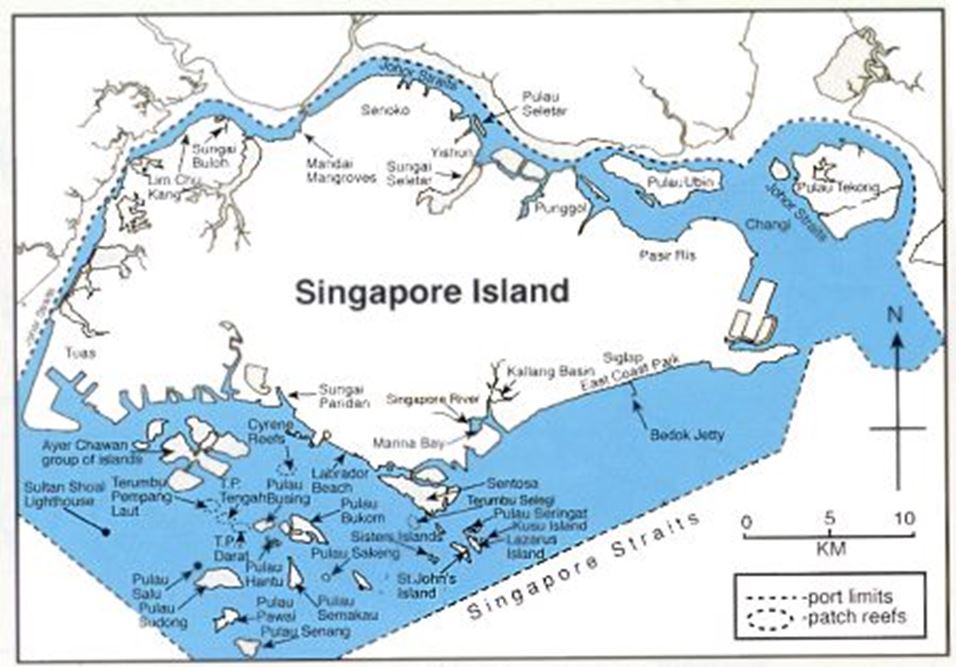 Johor Straits
Senoko
Pulau
Seletar
Sungai
Buloh
Mandai
Mangroves
Yishun
Sungai
Seletar
Lim Chu
Kang
Punggol
Pulau Ubin
Pulau Tekong
Johor Straits
Changi
Pasir Ris
Singapore Island
N
Johor Straits
Tuas
Sungai
Pandan
Singapore River
Kallang Basin
Siglap
East Coast Park
Bedok Jetty
Marina Bay
Cyrene
Reefs
Ayer Chawan
group of islands
Labrador
Beach
Sultan Shoal
Lighthouse
Terumbu
Pempang
Laut
T.P.
Tengah
Pulau
Busing
Pulau
Bukom
Sentosa
Terumbu Selegi
Pulau Seringat
Kusu Island
Lazarus
Island
Sisters Islands
T.P.
Darat
Pulau
Hantu
Pulau Sakeng
St.John's
Island
Pulau
Salu
Pulau
Sudong
Pulau
Pawai
Pulau
Semakau
Pulau Senang
Singapore Straits
0 5 10
KM
-port limits
-patch reefs